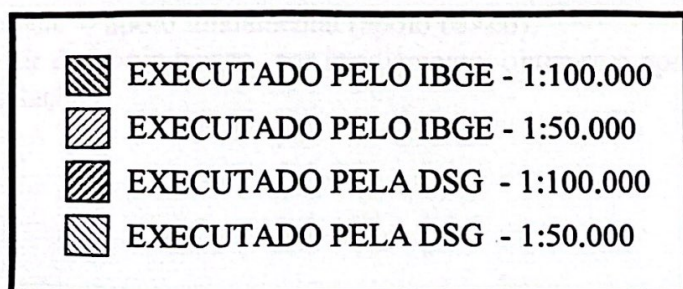 EXECUTADO PELO IBGE - 1:100.000
EXECUTADO PELO IBGE - 1:50.000
EXECUTADO PELA DSG - 1:100.000
EXECUTADO PELA DSG - 1:50.000